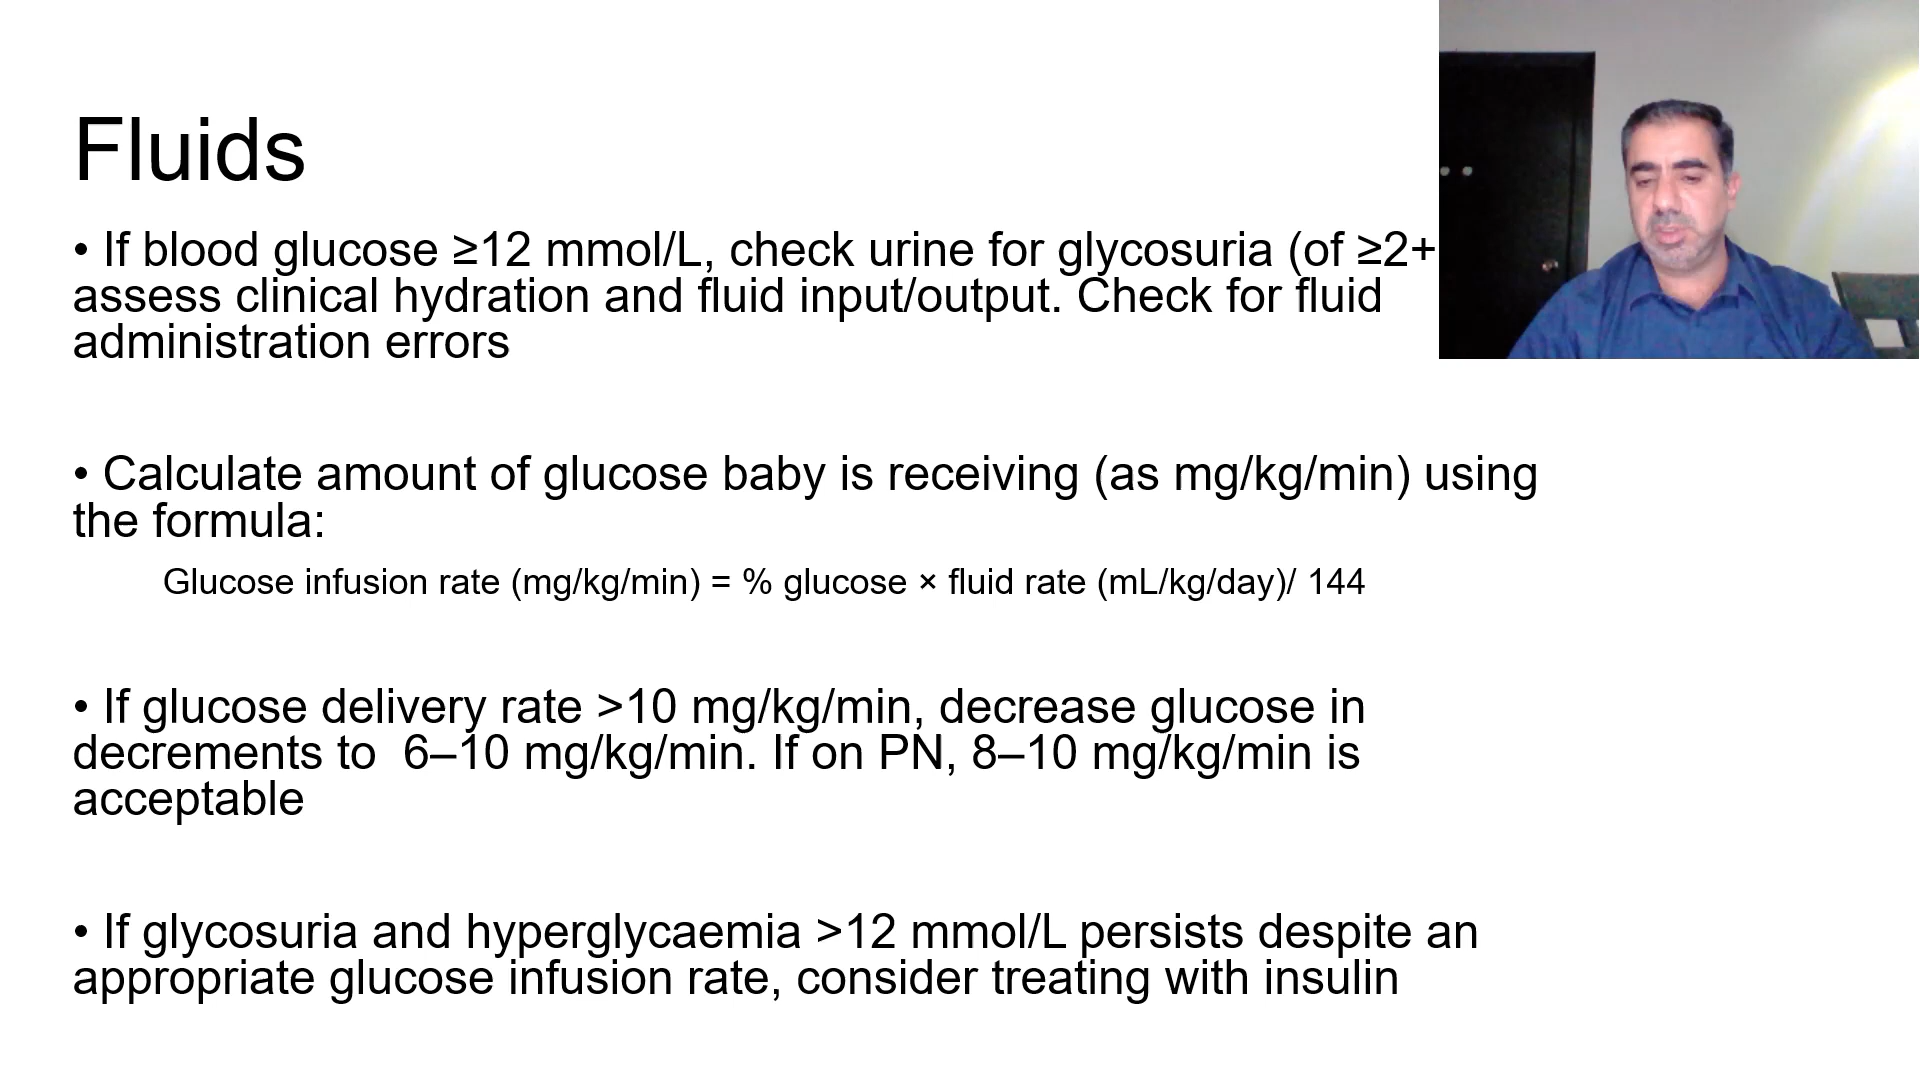 Fluids
• If blood glucose ≥12 mmol/L, check urine for glycosuria (of ≥2+
assess clinical hydration and fluid input/output. Check for fluid
administration errors
• Calculate amount of glucose baby is receiving (as mg/kg/min) using
the formula:
Glucose infusion rate (mg/kg/min) = % glucose × fluid rate (mL/kg/day)/ 144
• If glucose delivery rate >10 mg/kg/min, decrease glucose in
decrements to  6–10 mg/kg/min. If on PN, 8–10 mg/kg/min is
acceptable
• If glycosuria and hyperglycaemia >12 mmol/L persists despite an
appropriate glucose infusion rate, consider treating with insulin